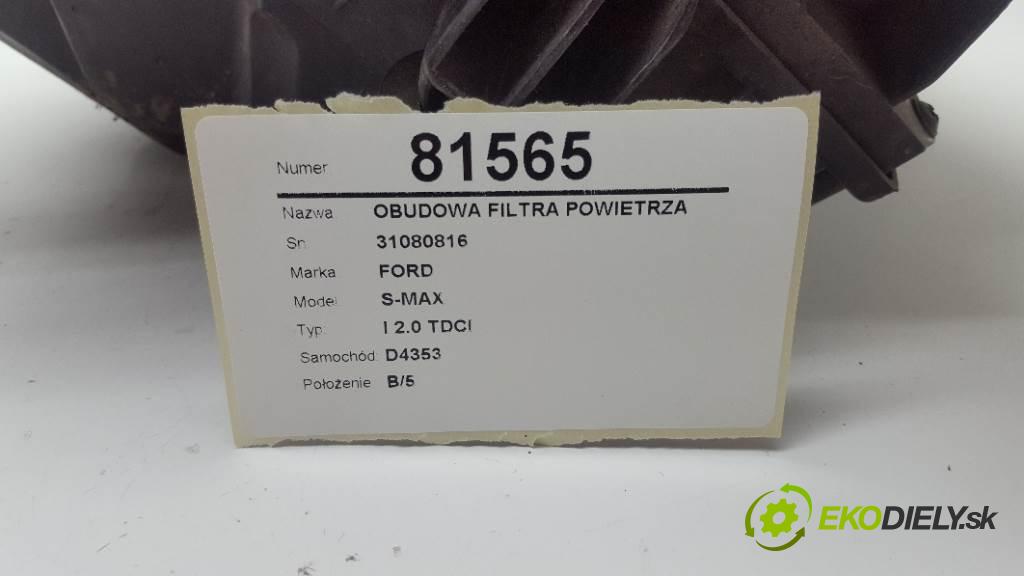 Numer 81565
Nazwa OBUDOWA FILTRA POWIETRZA
Sn 31080816
Marka FORD
Model S-MAX
Typ: I 2.0 TDCI
Samochód D4353
Położenie B/5
EKODIELY.sk